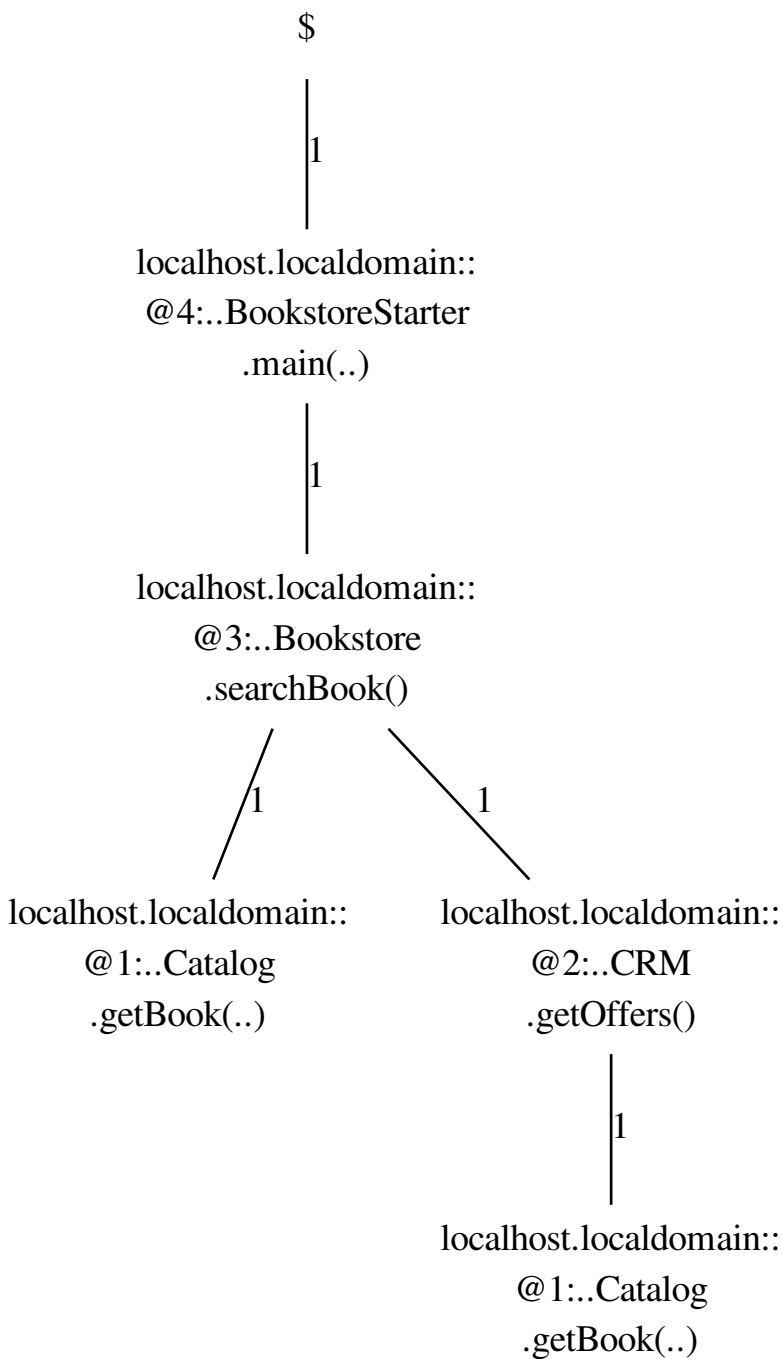 $
1
localhost.localdomain::
@4:..BookstoreStarter
.main(..)
1
localhost.localdomain::
@3:..Bookstore
.searchBook()
1
1
localhost.localdomain::
@1:..Catalog
.getBook(..)
localhost.localdomain::
@2:..CRM
.getOffers()
1
localhost.localdomain::
@1:..Catalog
.getBook(..)